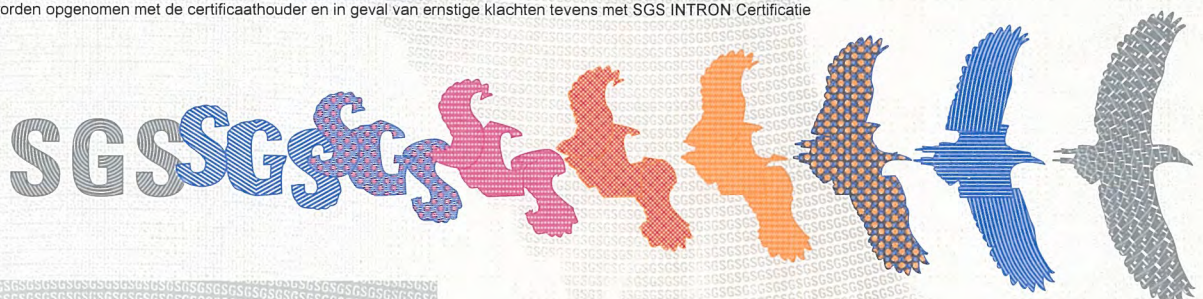 orden opgenomen met de certificaathouder en in geval van ernstige klachten tevens met SGS INTRON Certificatie
SGS SGS SGS